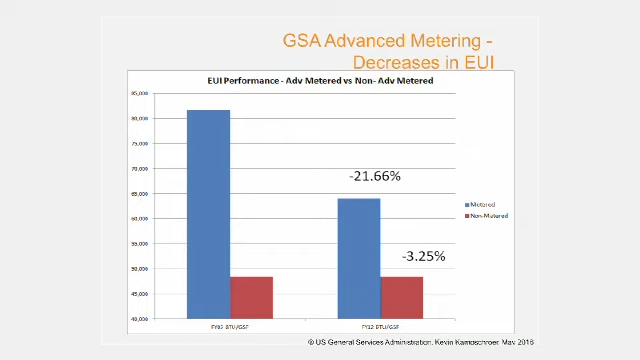 GSA Advanced Metering -
Decreases in EUI
EUI Performance - Adv Metered vs Non- Adv Metered
85,000
80,000
75,000
70,000
65,000
60,000
55,000
50,000
45,000
40,000
-21.66%
-3.25%
Metered
Non-Metered
FY03 BTU/GSF
FY12 BTU/GSF
© US General Services Administration, Kevin Kampschroer, May 2016